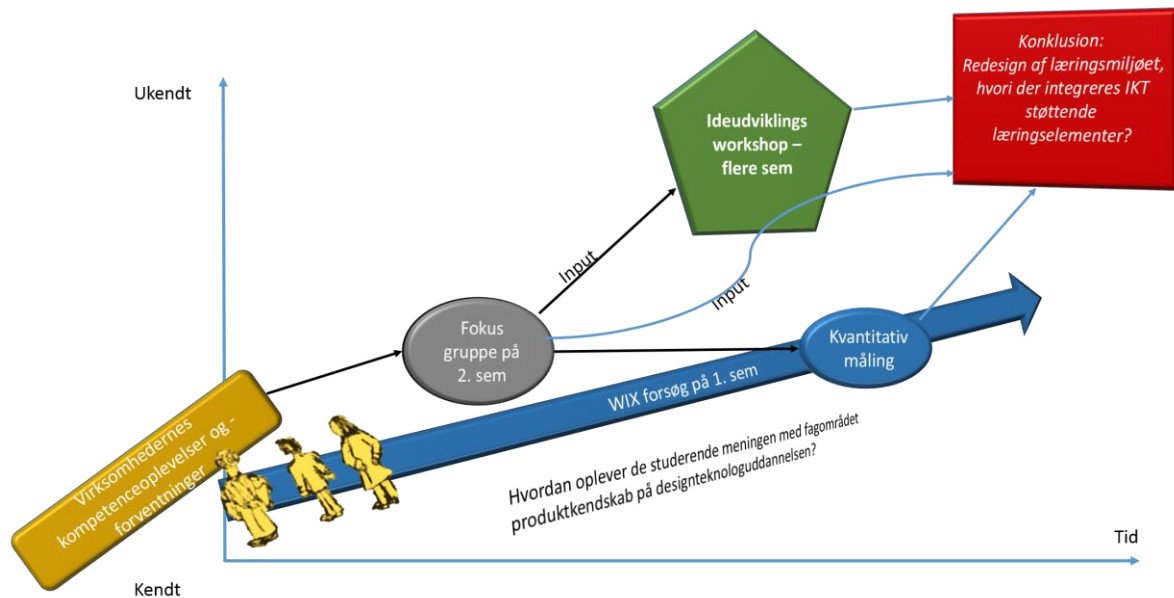 Ukendt
Ideudviklings
workshop –
flere sem
Konklusion:
Redesign af læringsmiljøet,
hvori der integreres IKT
støttende
læringselementer?
Input
Input
Fokus
gruppe på
2. sem
Kvantitativ
måling
WIX forsøg på 1. sem
Virksomhedernes
kompetenceoplevelser og -
forventninger
Hvordan oplever de studerende meningen med fagområdet
produktkendskab på designteknologuddannelsen?
Tid
Kendt